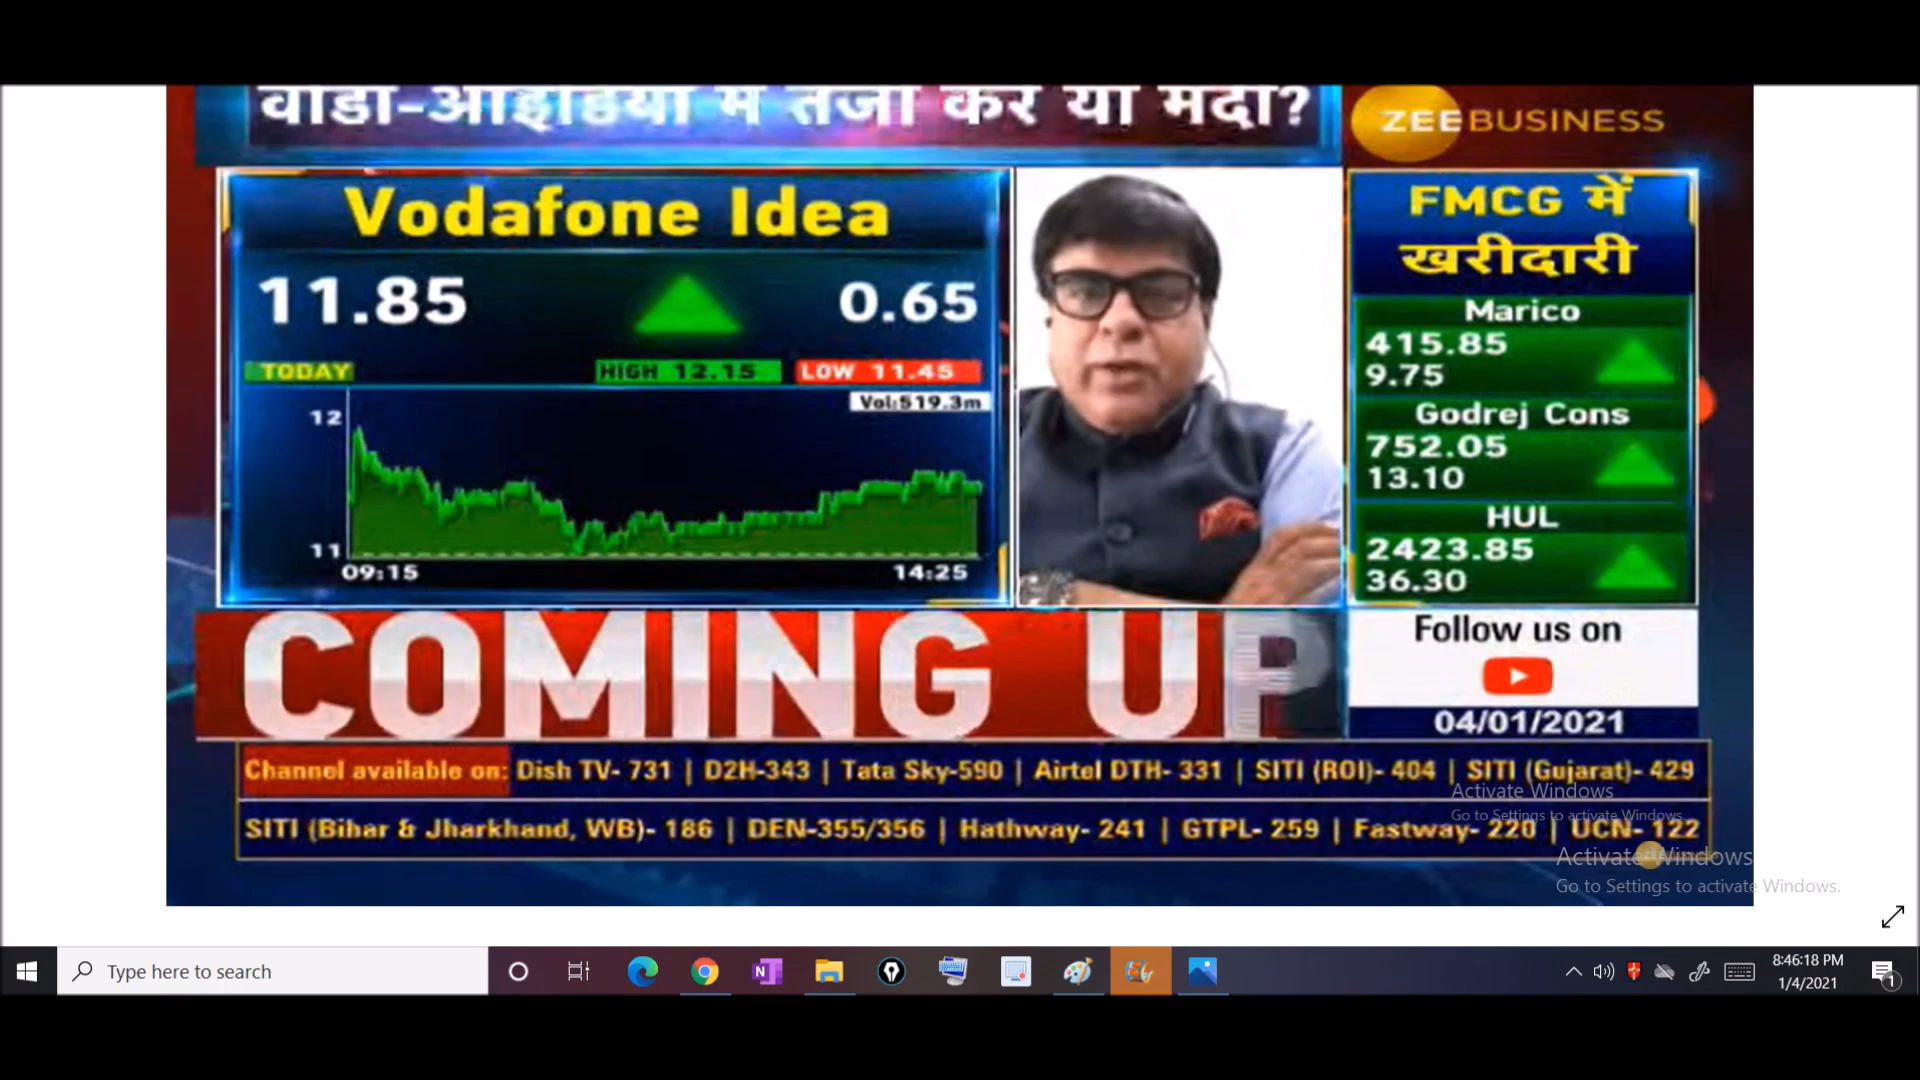 वोडा-आइडिया में तेजी करें या मंदी?
ZEEBUSINESS
Vodafone Idea
11.85 0.65
TODAY HIGH 12.15 LOW 11.45
Vol:519.3m
12
11
09:15 14:25
FMCG में
खरीदारी
Marico
415.85
9.75
Godrej Cons
752.05
13.10
HUL
2423.85
36.30
COMING UP
Follow us on
04/01/2021
Channel available on: Dish TV- 731 | D2H-343 | Tata Sky-590 | Airtel DTH- 331 | SITI (ROI)- 404 | SITI (Gujarat)- 429
SITI (Bihar & Jharkhand, WB)- 186 | DEN-355/356 | Hathway- 241 | GTPL- 259 | Fastway- 220 | UCN- 122
Activate Windows
Go to Settings to activate Windows.
Activate Windows
Go to Settings to activate Windows.
Type here to search
8:46:18 PM
1/4/2021
1